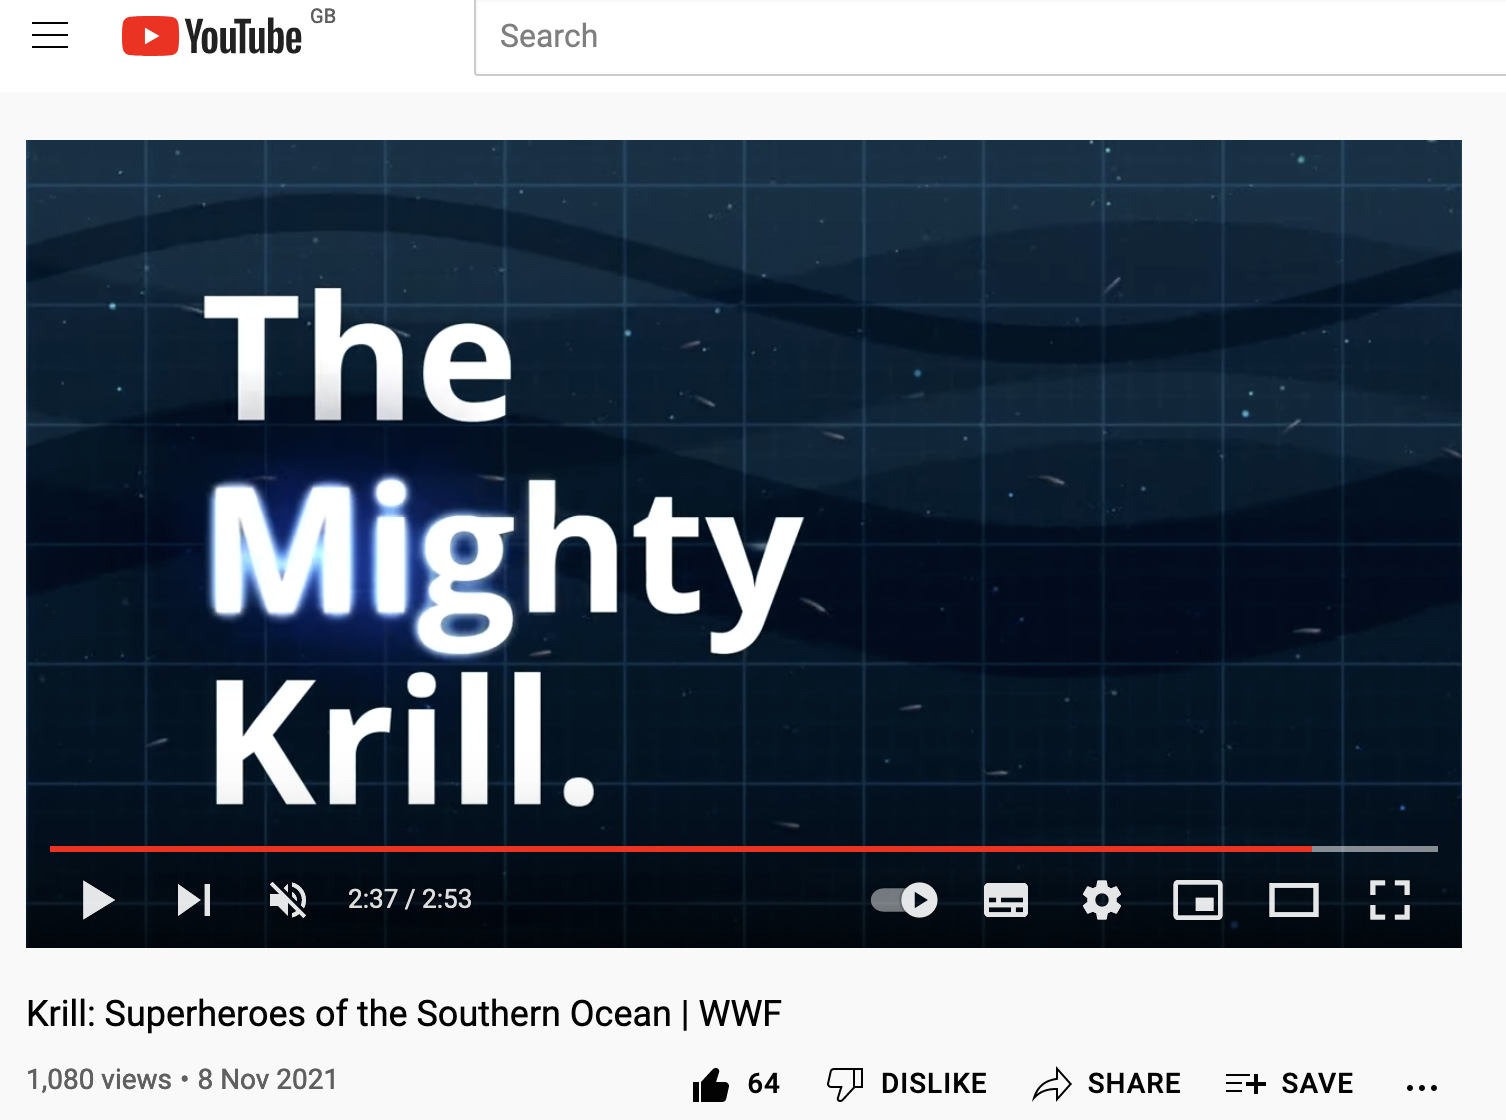 YouTube GB
Search
The
Mighty
Krill.
2:37 / 2:53
Krill: Superheroes of the Southern Ocean | WWF
1,080 views • 8 Nov 2021
64 DISLIKE SHARE SAVE